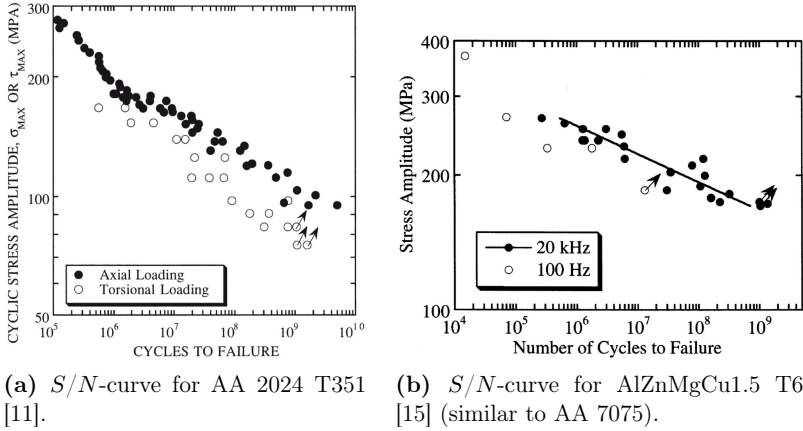 300
200
100
50
CYCLIC STRESS AMPLITUDE, σMAX OR τMAX (MPA)
Axial Loading
Torsional Loading
10^5 10^6 10^7 10^8 10^9 10^10
CYCLES TO FAILURE
(a) S/N-curve for AA 2024 T351
[11].
400
300
200
100
Stress Amplitude (MPa)
20 kHz
100 Hz
10^4 10^5 10^6 10^7 10^8 10^9
Number of Cycles to Failure
(b) S/N-curve for AlZnMgCu1.5 T6
[15] (similar to AA 7075).